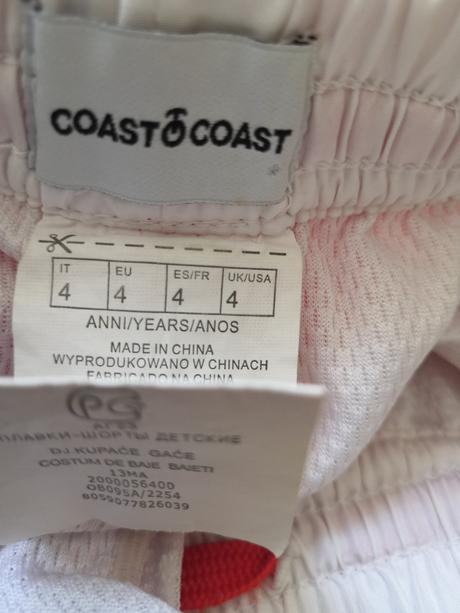 COAST TO COAST
IT EU ES/FR UK/USA
4 4 4 4
ANNI/YEARS/ANOS
MADE IN CHINA
WYPRODUKOWANO W CHINACH
FABRICADO NA CHINA
АГ03
ПЛАВКИ-ШОРТЫ ДЕТСКИЕ
DJ.KUPAĆE GAĆE
COSTUM DE BAIE BAIETI
13MA
2000056400
OB095A/2254
8059077826039